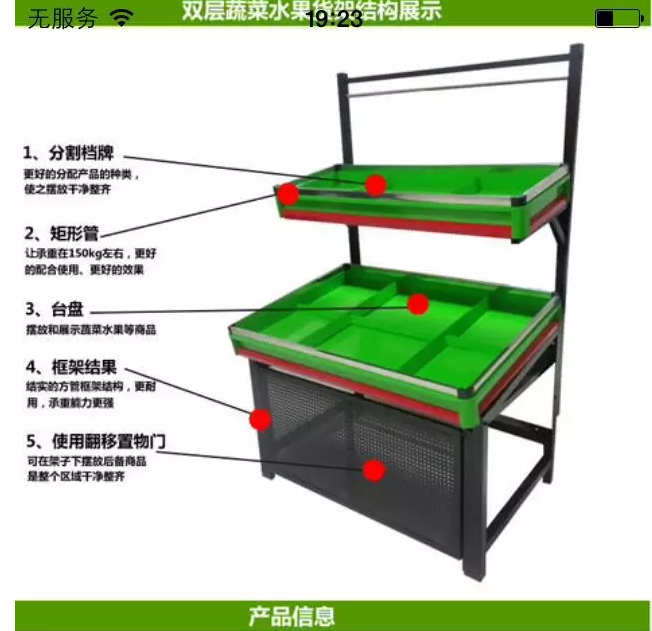 双层蔬菜水果货架结构展示
无服务 19:23
1、分割档牌
更好的分配产品的种类，
使之摆放干净整齐
2、矩形管
让承重在150kg左右，更好
的配合使用、更好的效果
3、台盘
摆放和展示蔬菜水果等商品
4、框架结果
结实的方管框架结构，更耐
用，承重能力更强
5、使用翻移置物门
可在架子下摆放后备商品
是整个区域干净整齐
产品信息